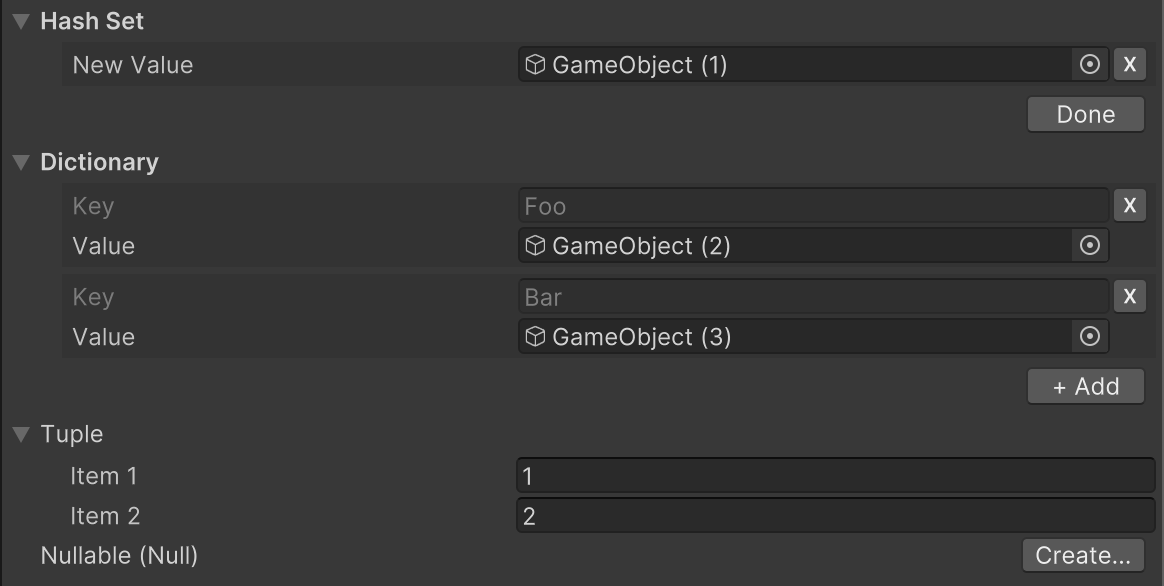 Hash Set
New Value GameObject (1) X
Done
Dictionary
Key Foo X
Value GameObject (2)
Key Bar X
Value GameObject (3)
+ Add
Tuple
Item 1 1
Item 2 2
Nullable (Null) Create...